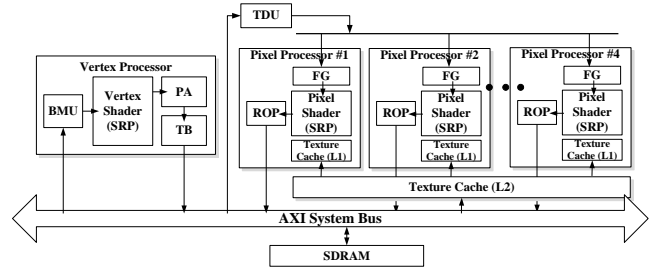 TDU
Vertex Processor
BMU
Vertex
Shader
(SRP)
PA
TB
Pixel Processor #1
FG
ROP
Pixel
Shader
(SRP)
Texture
Cache (L1)
Pixel Processor #2
FG
ROP
Pixel
Shader
(SRP)
Texture
Cache (L1)
Pixel Processor #4
FG
ROP
Pixel
Shader
(SRP)
Texture
Cache (L1)
Texture Cache (L2)
AXI System Bus
SDRAM